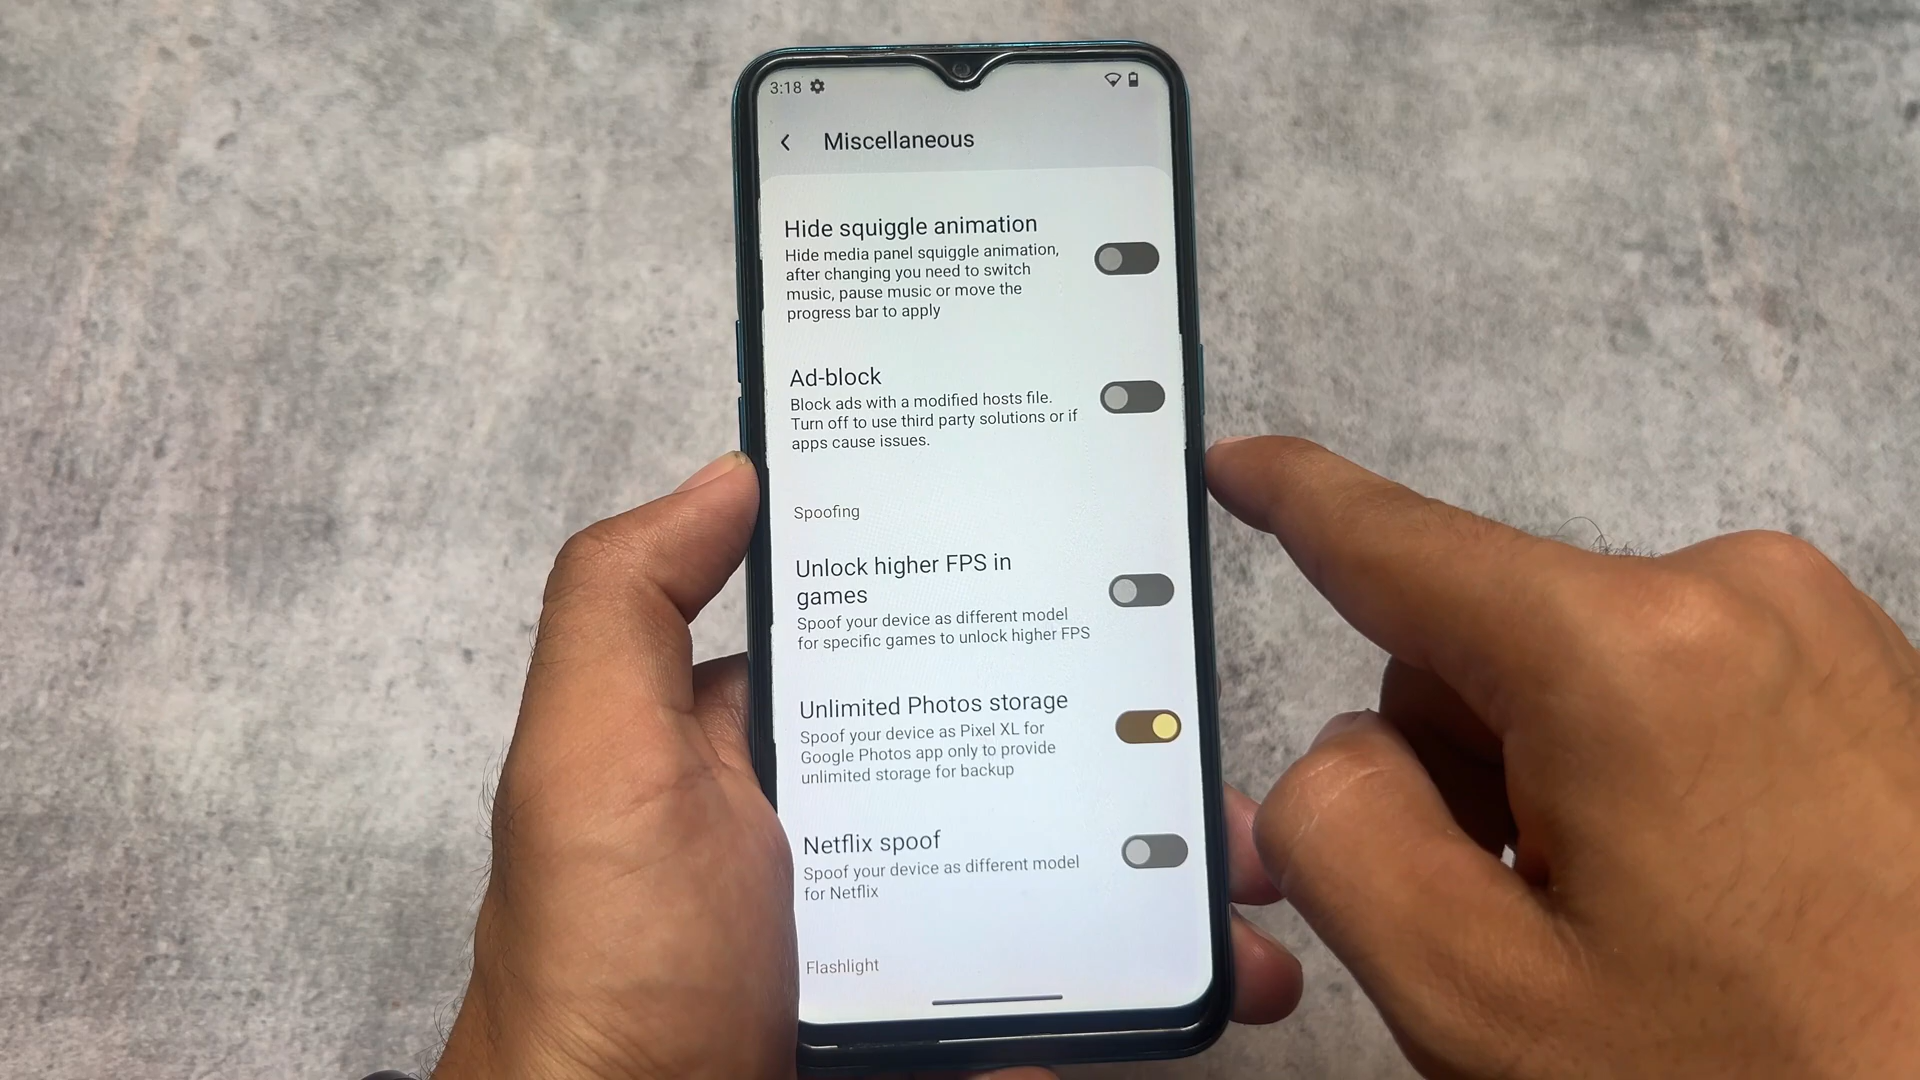 3:18
Miscellaneous
Hide squiggle animation
Hide media panel squiggle animation,
after changing you need to switch
music, pause music or move the
progress bar to apply
Ad-block
Block ads with a modified hosts file.
Turn off to use third party solutions or if
apps cause issues.
Spoofing
Unlock higher FPS in
games
Spoof your device as different model
for specific games to unlock higher FPS
Unlimited Photos storage
Spoof your device as Pixel XL for
Google Photos app only to provide
unlimited storage for backup
Netflix spoof
Spoof your device as different model
for Netflix
Flashlight